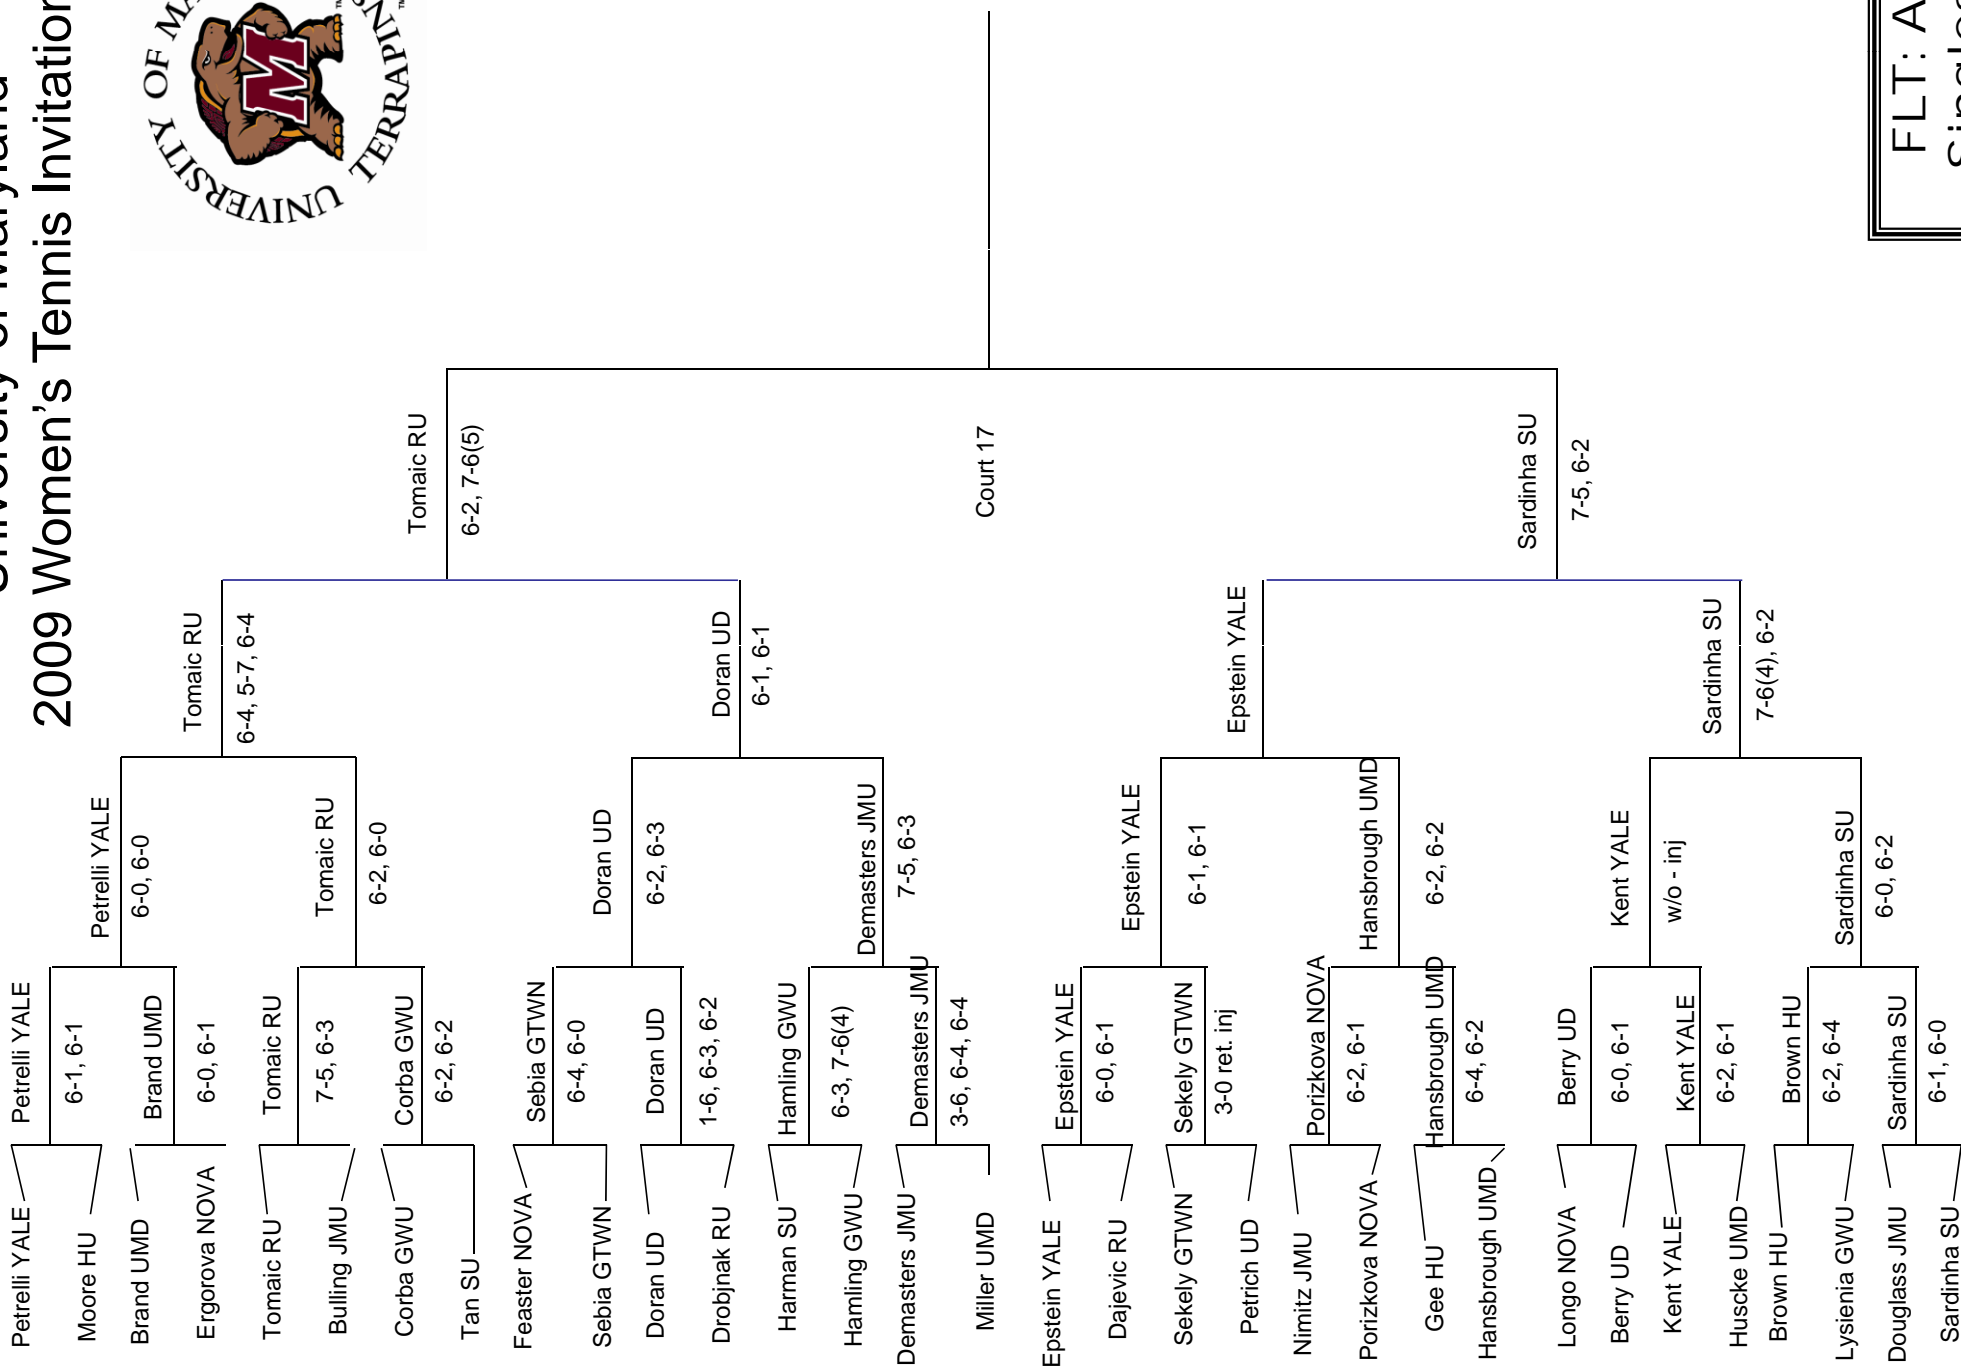 University of Maryland
2009 Women's Tennis Invitation
UNIVERSITY OF MA
TERRAPINS
M
TM
TM
FLT: A
Singles
Petrelli YALE
Moore HU
Brand UMD
Ergorova NOVA
Tomaic RU
Bulling JMU
Corba GWU
Tan SU
Feaster NOVA
Sebia GTWN
Doran UD
Drobjnak RU
Harman SU
Hamling GWU
Demasters JMU
Miller UMD
Epstein YALE
Dajevic RU
Sekely GTWN
Petrich UD
Nimitz JMU
Porizkova NOVA
Gee HU
Hansbrough UMD
Longo NOVA
Berry UD
Kent YALE
Huscke UMD
Brown HU
Lysienia GWU
Douglass JMU
Sardinha SU
Petrelli YALE
6-1, 6-1
Brand UMD
6-0, 6-1
Tomaic RU
7-5, 6-3
Corba GWU
6-2, 6-2
Sebia GTWN
6-4, 6-0
Doran UD
1-6, 6-3, 6-2
Hamling GWU
6-3, 7-6(4)
Demasters JMU
3-6, 6-4, 6-4
Epstein YALE
6-0, 6-1
Sekely GTWN
3-0 ret. inj
Porizkova NOVA
6-2, 6-1
Hansbrough UMD
6-4, 6-2
Berry UD
6-0, 6-1
Kent YALE
6-2, 6-1
Brown HU
6-2, 6-4
Sardinha SU
6-1, 6-0
Petrelli YALE
6-0, 6-0
Tomaic RU
6-2, 6-0
Doran UD
6-2, 6-3
Demasters JMU
7-5, 6-3
Epstein YALE
6-1, 6-1
Hansbrough UMD
6-2, 6-2
Kent YALE
w/o - inj
Sardinha SU
6-0, 6-2
Tomaic RU
6-4, 5-7, 6-4
Doran UD
6-1, 6-1
Epstein YALE
Sardinha SU
7-6(4), 6-2
Tomaic RU
6-2, 7-6(5)
Court 17
Sardinha SU
7-5, 6-2